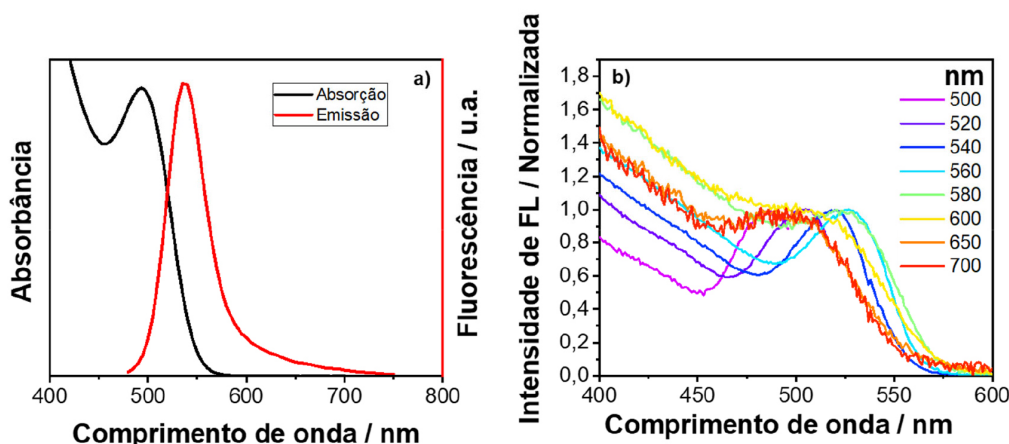 a)
Absorção
Emissão
Absorbância
Fluorescência / u.a.
400 500 600 700 800
Comprimento de onda / nm
b)
nm
500
520
540
560
580
600
650
700
Intensidade de FL / Normalizada
1,8
1,6
1,4
1,2
1,0
0,8
0,6
0,4
0,2
0,0
400 450 500 550 600
Comprimento de onda / nm